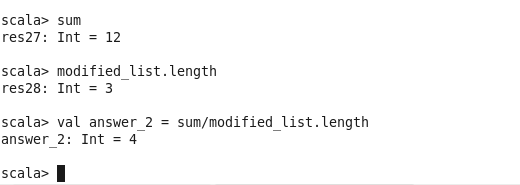 scala> sum
res27: Int = 12
scala> modified_list.length
res28: Int = 3
scala> val answer_2 = sum/modified_list.length
answer_2: Int = 4
scala>